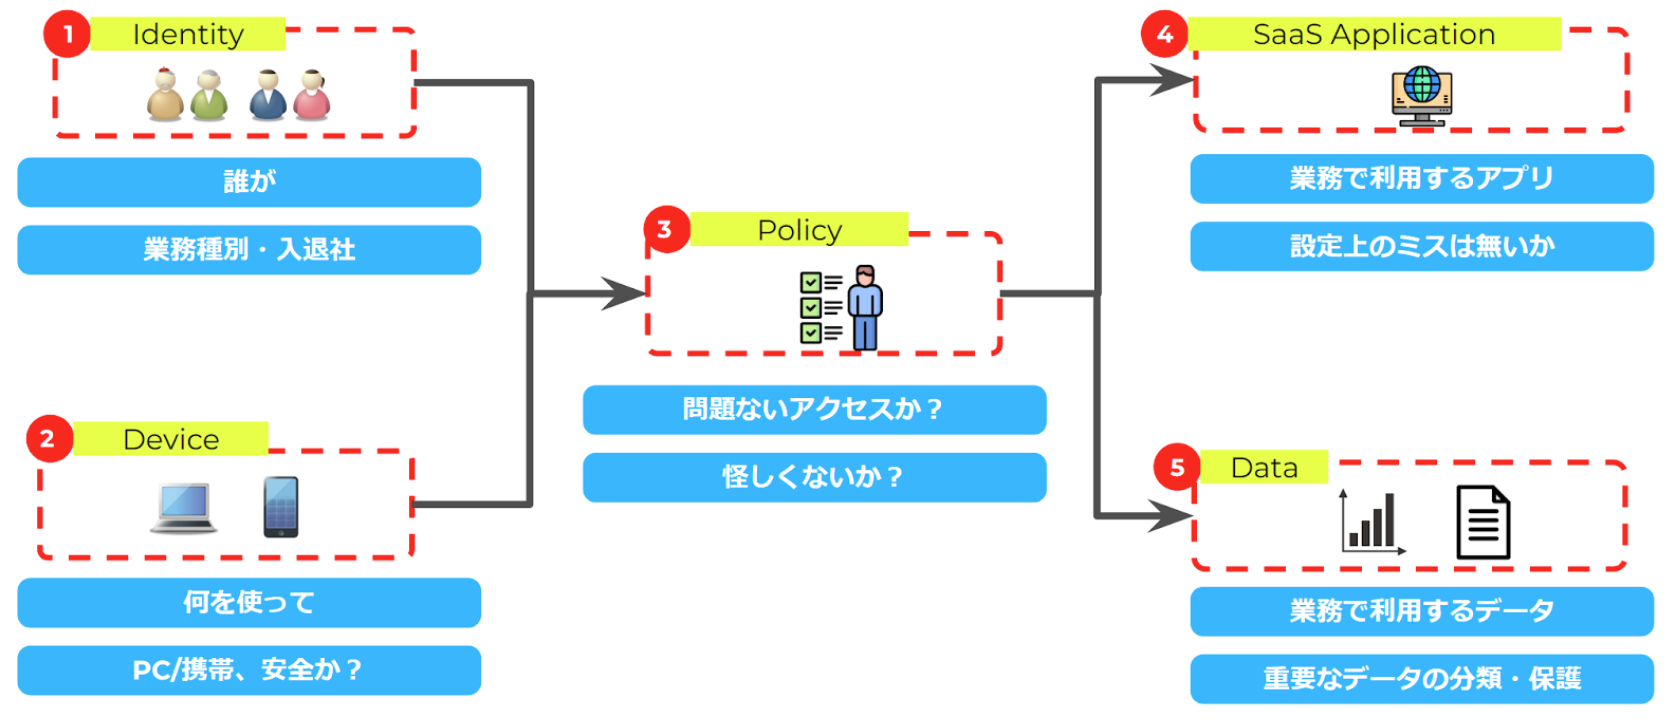 1
Identity
誰が
業務種別・入退社
2
Device
何を使って
PC/携帯、安全か？
3
Policy
問題ないアクセスか？
怪しくないか？
4
SaaS Application
業務で利用するアプリ
設定上のミスは無いか
5
Data
業務で利用するデータ
重要なデータの分類・保護